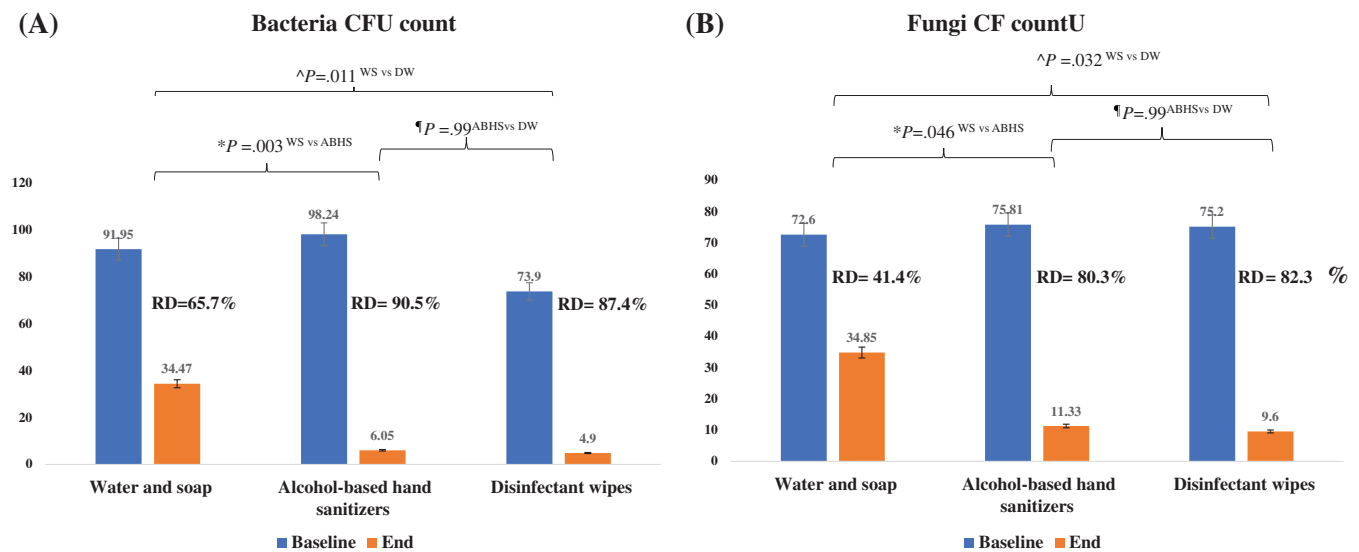 (A)
Bacteria CFU count
^P=.011 WS vs DW
*P =.003 WS vs ABHS
¶P =.99ABHSvs DW
120
100
80
60
40
20
0
91.95
34.47
RD=65.7%
98.24
6.05
RD= 90.5%
73.9
4.9
RD= 87.4%
Water and soap
Alcohol-based hand
sanitizers
Disinfectant wipes
Baseline
End
(B)
Fungi CF countU
^P=.032 WS vs DW
*P=.046 WS vs ABHS
¶P=.99ABHSvs DW
90
80
70
60
50
40
30
20
10
0
72.6
34.85
RD= 41.4%
75.81
11.33
RD= 80.3%
75.2
9.6
RD= 82.3 %
Water and soap
Alcohol-based hand
sanitizers
Disinfectant wipes
Baseline
End